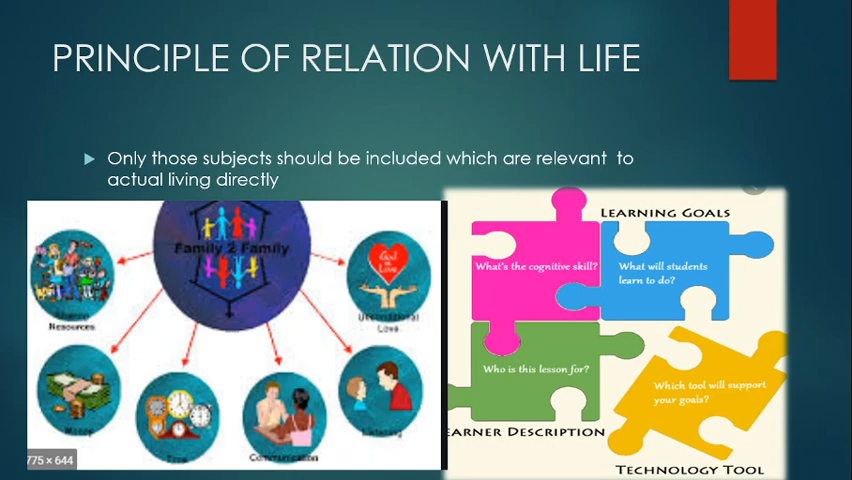 PRINCIPLE OF RELATION WITH LIFE
Only those subjects should be included which are relevant to
actual living directly
Family 2 Family
God is Love
Resources
Unconditional
Love
Money
Time
Communication
Listening
775 × 644
LEARNING GOALS
What's the cognitive skill?
What will students
learn to do?
Who is this lesson for?
Which tool will support
your goals?
EARNER DESCRIPTION
TECHNOLOGY TOOL